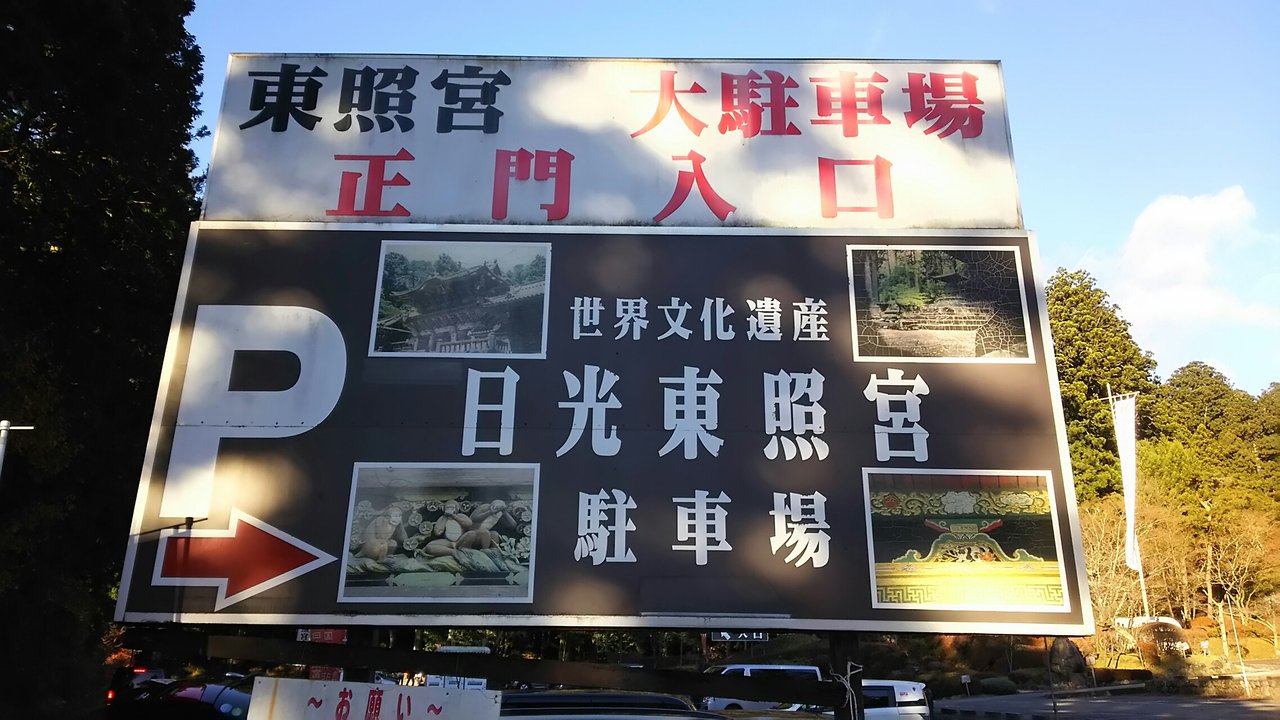 東照宮 大駐車場
正門入口
P
世界文化遺産
日光東照宮
駐車場
～お願い～